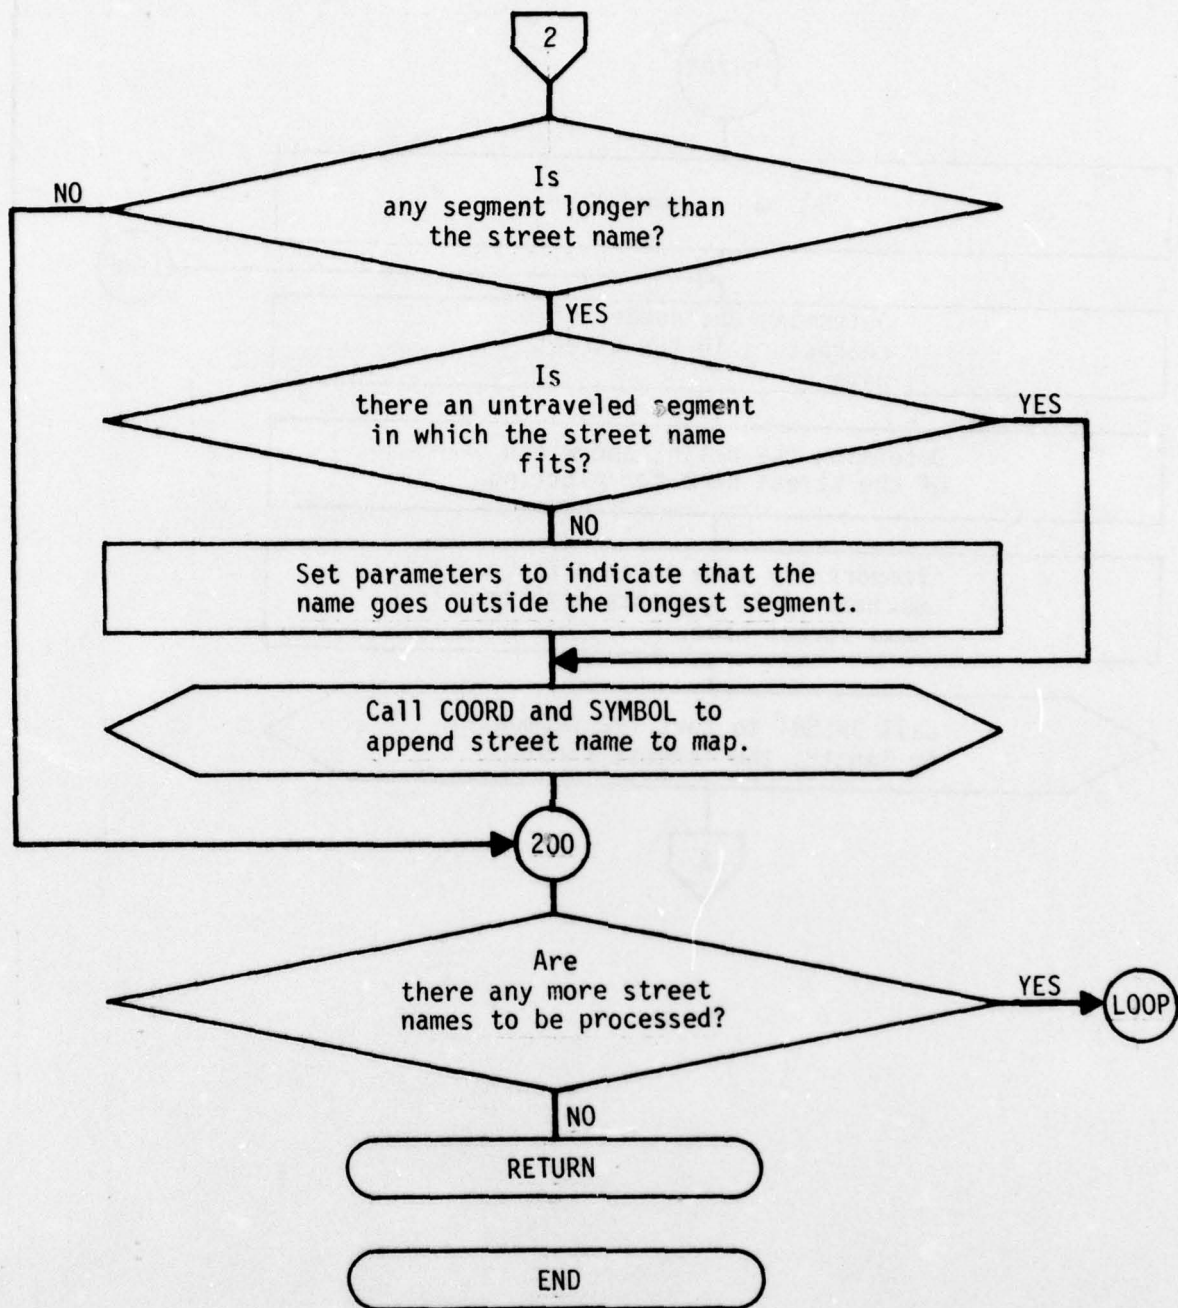 2
Is
any segment longer than
the street name?
NO
YES
Is
there an untraveled segment
in which the street name
fits?
YES
NO
Set parameters to indicate that the
name goes outside the longest segment.
Call COORD and SYMBOL to
append street name to map.
200
Are
there any more street
names to be processed?
YES
LOOP
NO
RETURN
END